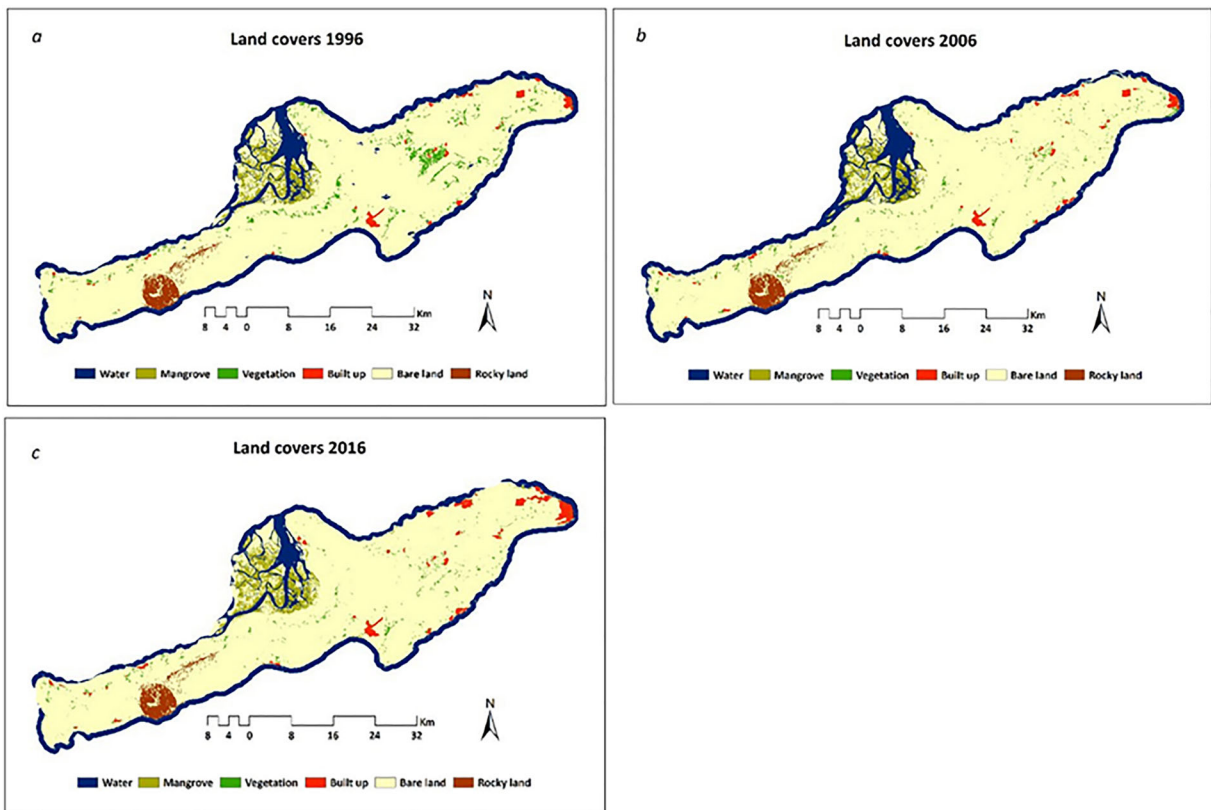 a
Land covers 1996
N
8 4 0 8 16 24 32 Km
Water Mangrove Vegetation Built up Bare land Rocky land
b
Land covers 2006
N
8 4 0 8 16 24 32 Km
Water Mangrove Vegetation Built up Bare land Rocky land
c
Land covers 2016
N
8 4 0 8 16 24 32 Km
Water Mangrove Vegetation Built up Bare land Rocky land